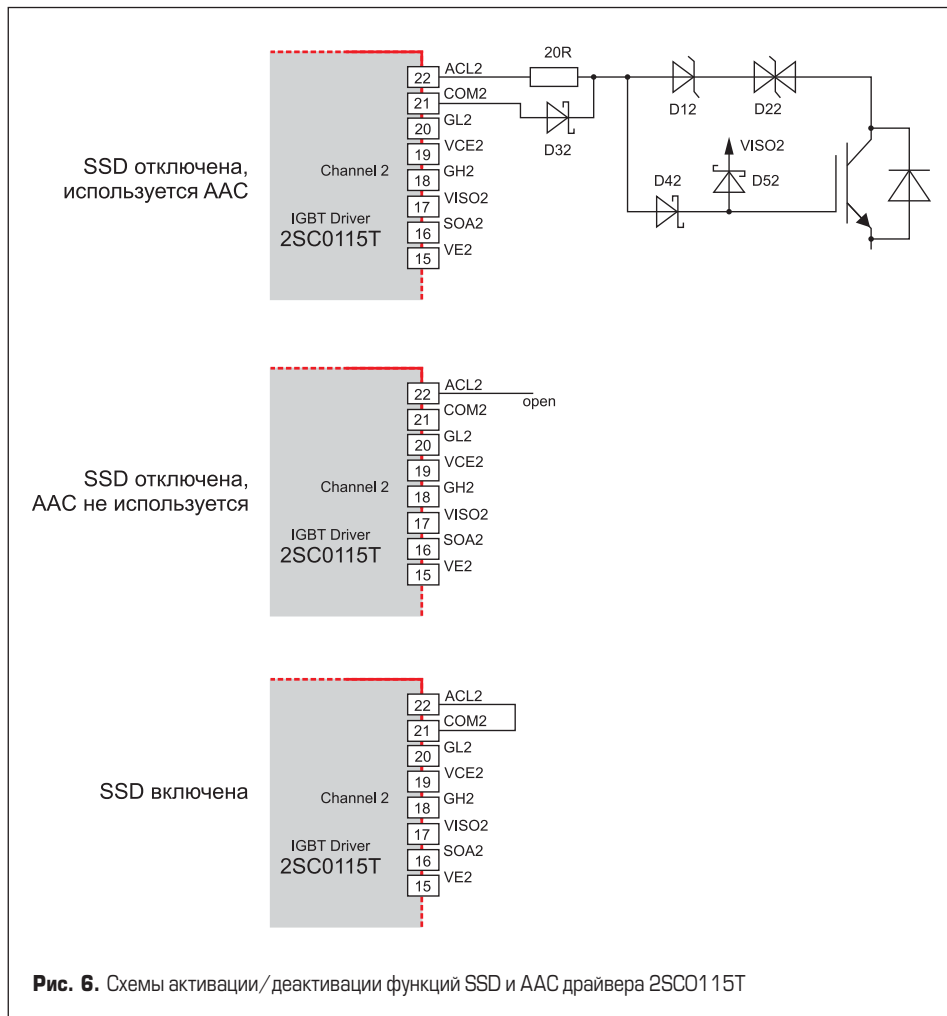 SSD отключена,
используется AAC
Channel 2
IGBT Driver
2SC0115T
22 ACL2
21 COM2
20 GL2
19 VCE2
18 GH2
17 VISO2
16 SOA2
15 VE2
20R
D32
D12
D22
VISO2
D42
D52
SSD отключена,
AAC не используется
Channel 2
IGBT Driver
2SC0115T
22 ACL2
open
21 COM2
20 GL2
19 VCE2
18 GH2
17 VISO2
16 SOA2
15 VE2
SSD включена
Channel 2
IGBT Driver
2SC0115T
22 ACL2
21 COM2
20 GL2
19 VCE2
18 GH2
17 VISO2
16 SOA2
15 VE2
Рис. 6. Схемы активации/деактивации функций SSD и AAC драйвера 2SC0115T